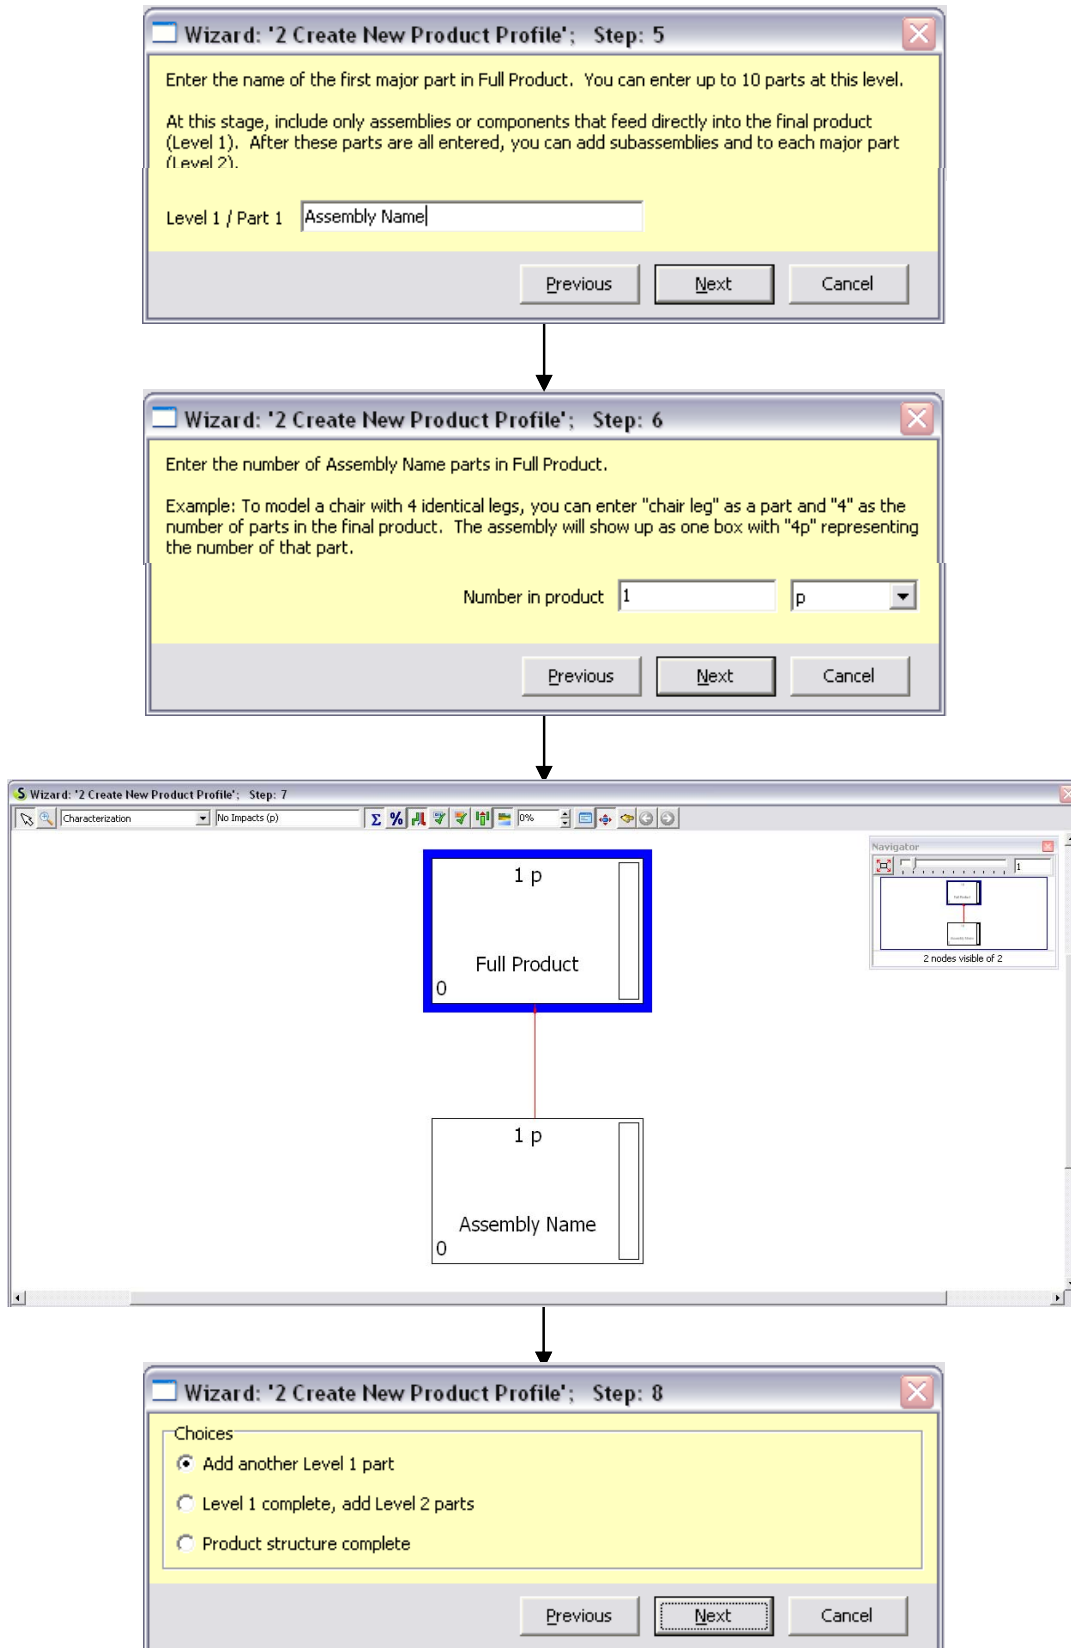 Wizard: '2 Create New Product Profile'; Step: 5
Enter the name of the first major part in Full Product. You can enter up to 10 parts at this level.
At this stage, include only assemblies or components that feed directly into the final product
(Level 1). After these parts are all entered, you can add subassemblies and to each major part
(Level 2).
Level 1 / Part 1 Assembly Name
Previous Next Cancel
Wizard: '2 Create New Product Profile'; Step: 6
Enter the number of Assembly Name parts in Full Product.
Example: To model a chair with 4 identical legs, you can enter "chair leg" as a part and "4" as the
number of parts in the final product. The assembly will show up as one box with "4p" representing
the number of that part.
Number in product 1 p
Previous Next Cancel
S Wizard: '2 Create New Product Profile'; Step: 7
Characterization No Impacts (p) Σ % 0%
Navigator
1
1 p
Full Product
0
Full Product
Assembly Name
2 nodes visible of 2
1 p
Assembly Name
0
Wizard: '2 Create New Product Profile'; Step: 8
Choices
Add another Level 1 part
Level 1 complete, add Level 2 parts
Product structure complete
Previous Next Cancel